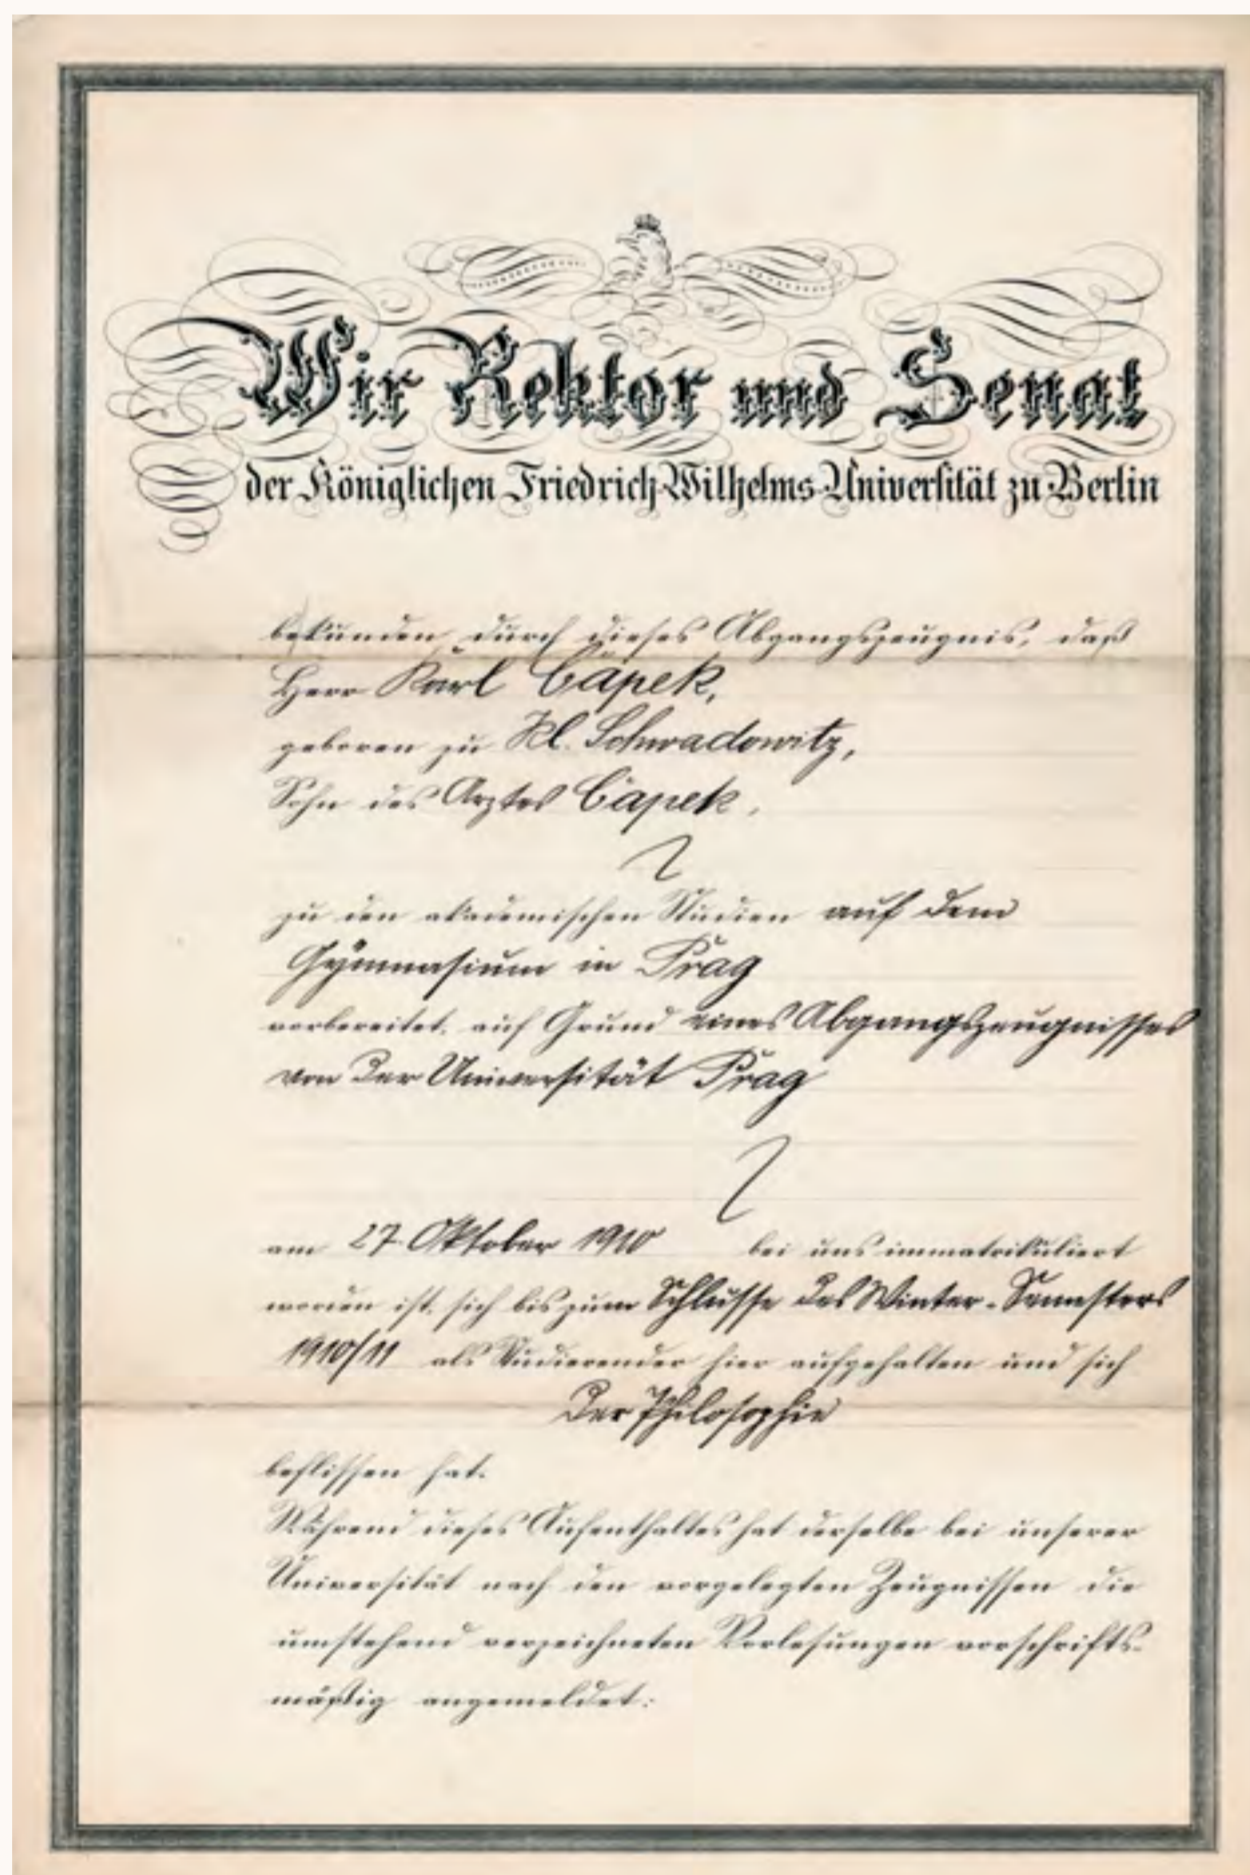 Wir Rektor und Senat
der Königlichen Friedrich-Wilhelms-Universität zu Berlin
bekunden durch dieses Abgangszeugnis, daß
Herr Karl Čapek,
geboren zu Kl. Schwadowitz,
Sohn des Arztes Čapek,
zu den akademischen Studien auf dem
Gymnasium in Prag
vorbereitet, auf Grund eines Abgangszeugnisses
von der Universität Prag
am 27. Oktober 1910 bei uns immatrikuliert
worden ist, sich bis zum Schlusse des Winter-Semesters
1910/11 als Studierender hier aufgehalten und sich
der Philosophie
beflissen hat.
Während dieses Aufenthaltes hat derselbe bei unserer
Universität nach den vorgelegten Zeugnissen die
umstehend verzeichneten Vorlesungen vorschrifts-
mäßig angemeldet: